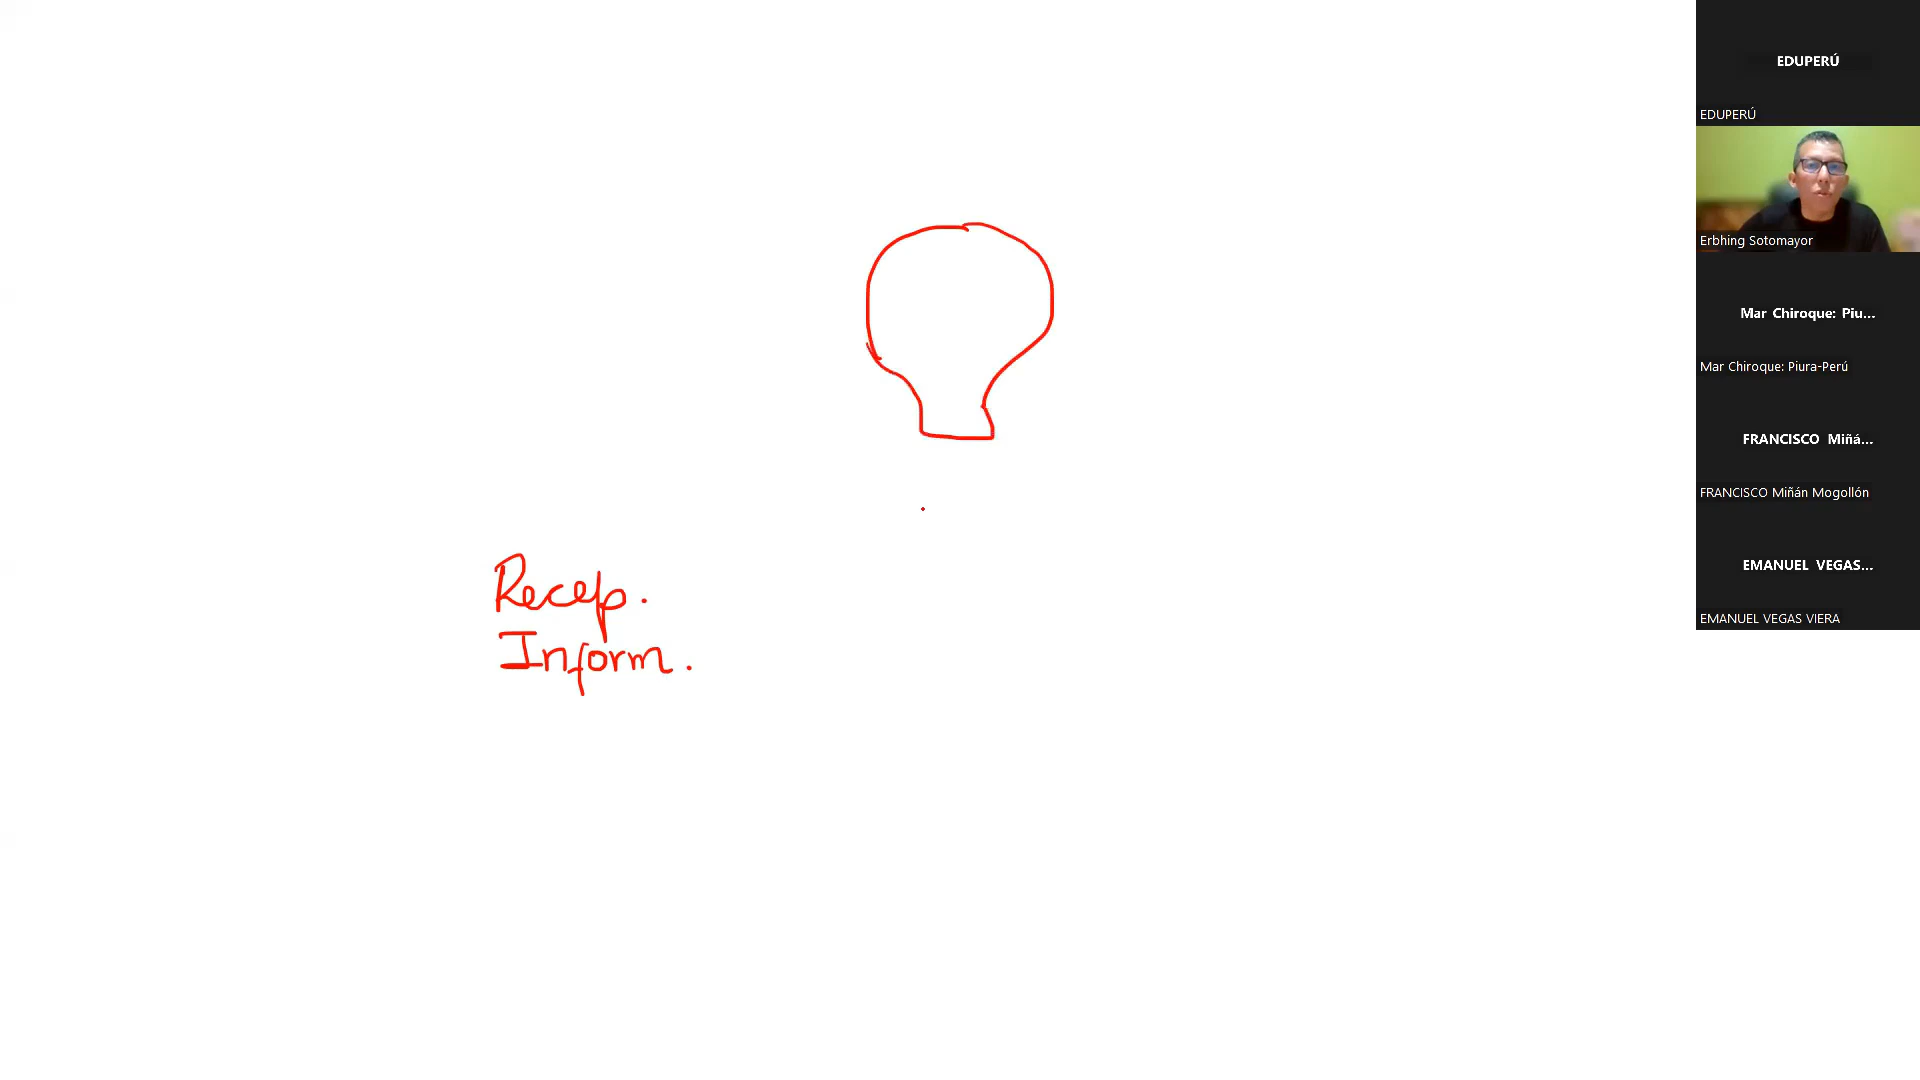 EDUPERÚ
EDUPERÚ
Erbhing Sotomayor
Mar Chiroque: Piu...
Mar Chiroque: Piura-Perú
FRANCISCO Miñá...
FRANCISCO Miñán Mogollón
EMANUEL VEGAS...
EMANUEL VEGAS VIERA
Recep.
Inform.